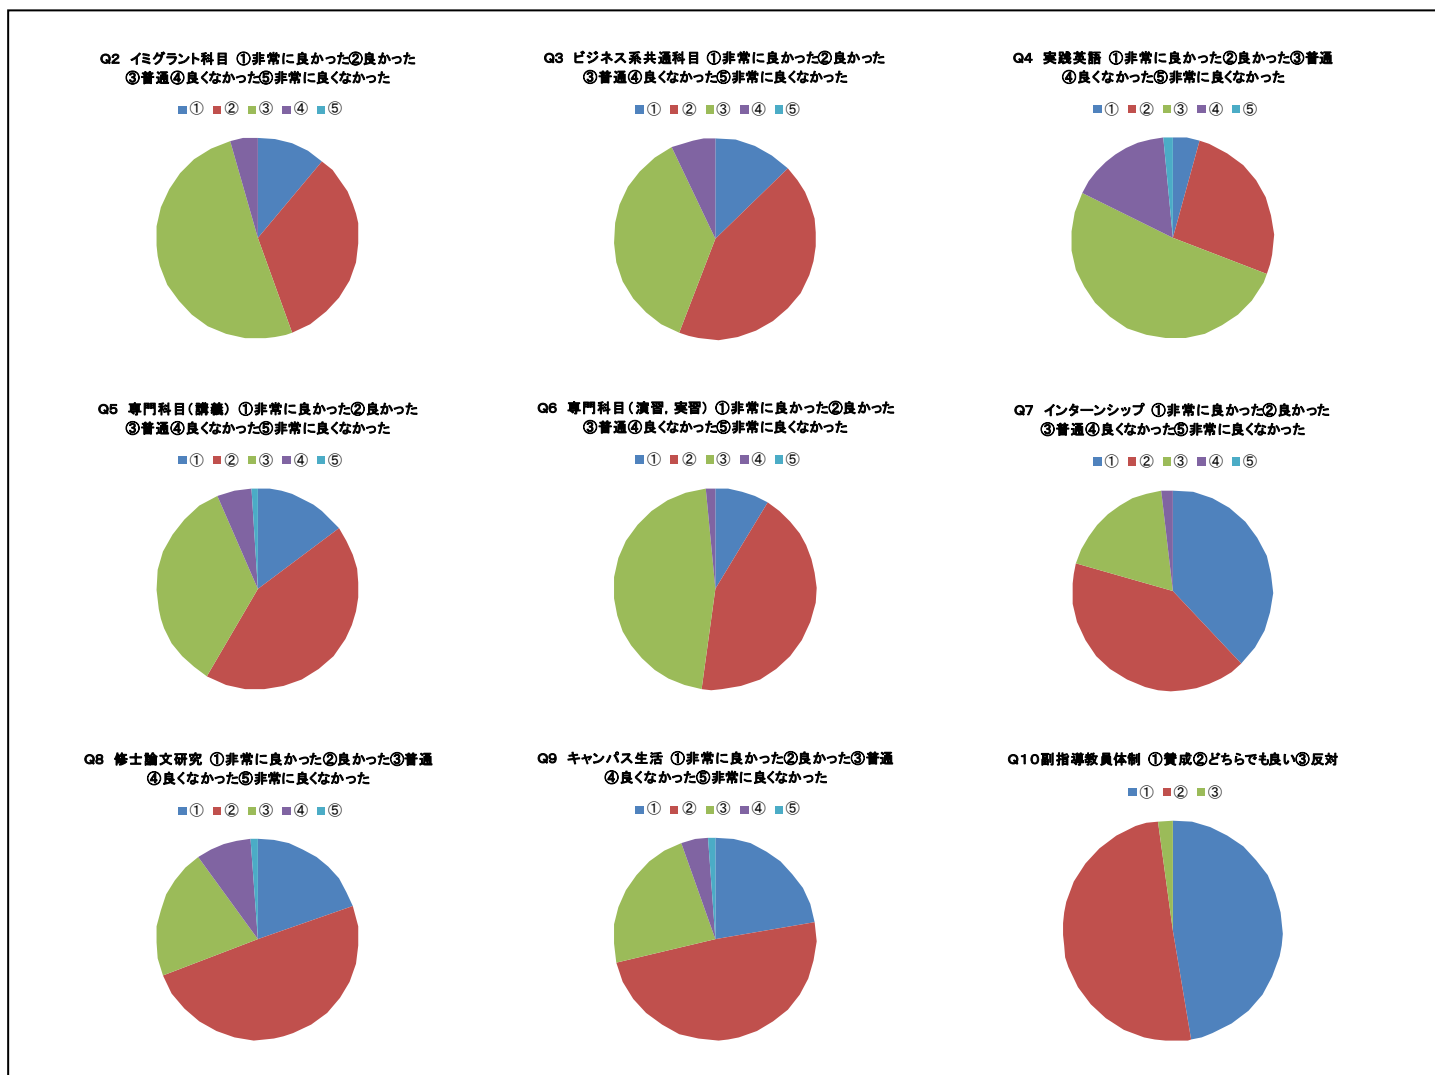 Q2 イミグラント科目 ①非常に良かった②良かった
③普通④良くなかった⑤非常に良くなかった
① ② ③ ④ ⑤
Q3 ビジネス系共通科目 ①非常に良かった②良かった
③普通④良くなかった⑤非常に良くなかった
① ② ③ ④ ⑤
Q4 実践英語 ①非常に良かった②良かった③普通
④良くなかった⑤非常に良くなかった
① ② ③ ④ ⑤
Q5 専門科目(講義) ①非常に良かった②良かった
③普通④良くなかった⑤非常に良くなかった
① ② ③ ④ ⑤
Q6 専門科目(演習,実習) ①非常に良かった②良かった
③普通④良くなかった⑤非常に良くなかった
① ② ③ ④ ⑤
Q7 インターンシップ ①非常に良かった②良かった
③普通④良くなかった⑤非常に良くなかった
① ② ③ ④ ⑤
Q8 修士論文研究 ①非常に良かった②良かった③普通
④良くなかった⑤非常に良くなかった
① ② ③ ④ ⑤
Q9 キャンパス生活 ①非常に良かった②良かった③普通
④良くなかった⑤非常に良くなかった
① ② ③ ④ ⑤
Q10副指導教員体制 ①賛成②どちらでも良い③反対
① ② ③